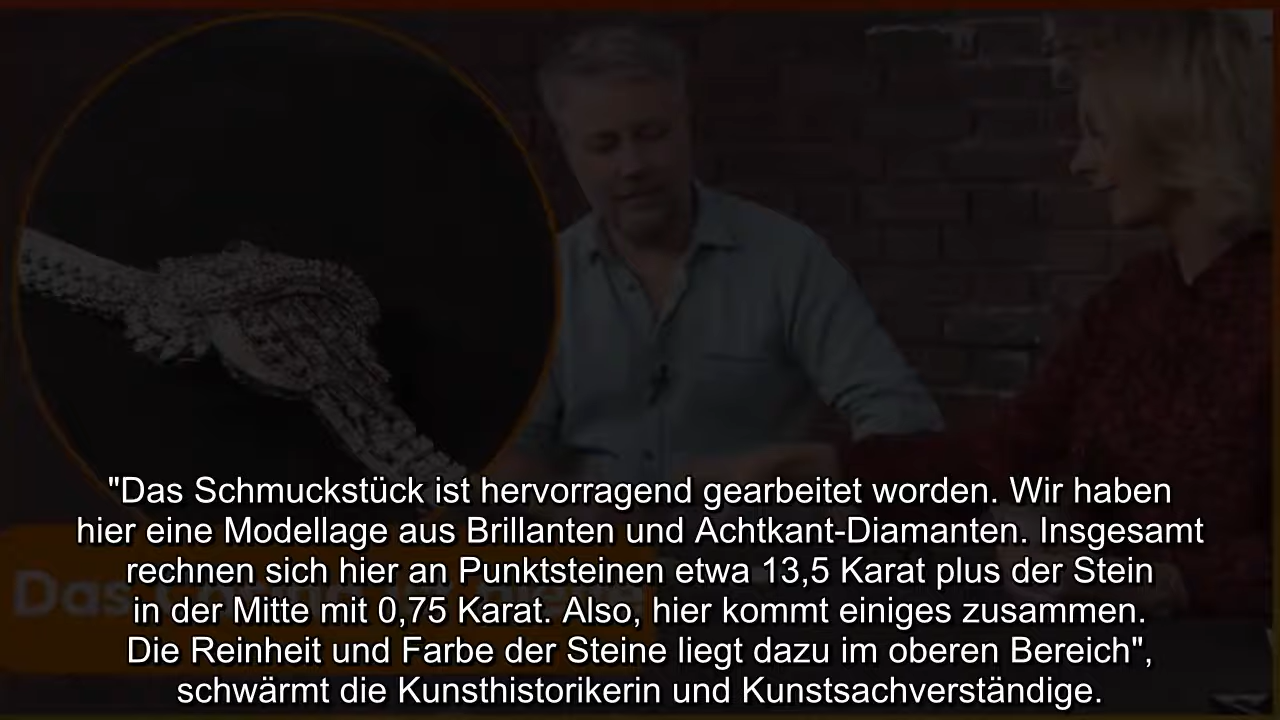 "Das Schmuckstück ist hervorragend gearbeitet worden. Wir haben
hier eine Modellage aus Brillanten und Achtkant-Diamanten. Insgesamt
rechnen sich hier an Punktsteinen etwa 13,5 Karat plus der Stein
in der Mitte mit 0,75 Karat. Also, hier kommt einiges zusammen.
Die Reinheit und Farbe der Steine liegt dazu im oberen Bereich",
schwärmt die Kunsthistorikerin und Kunstsachverständige.
Das